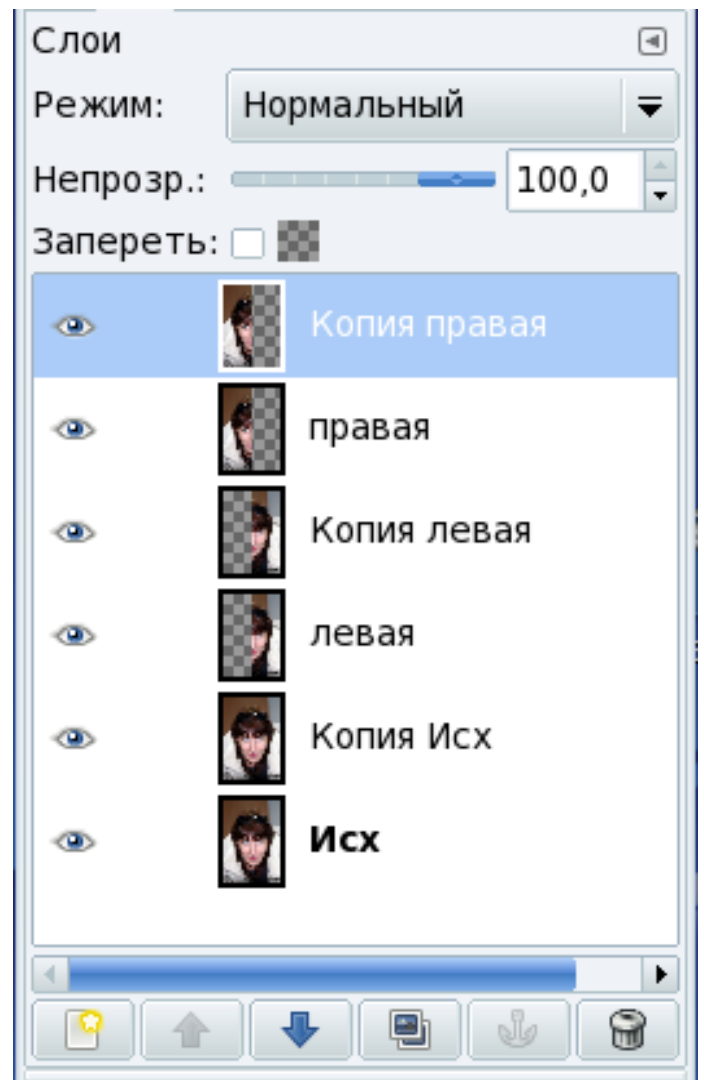 Слои
Режим: Нормальный
Непрозр.: 100,0
Запереть:
Копия правая
правая
Копия левая
левая
Копия Исх
Исх